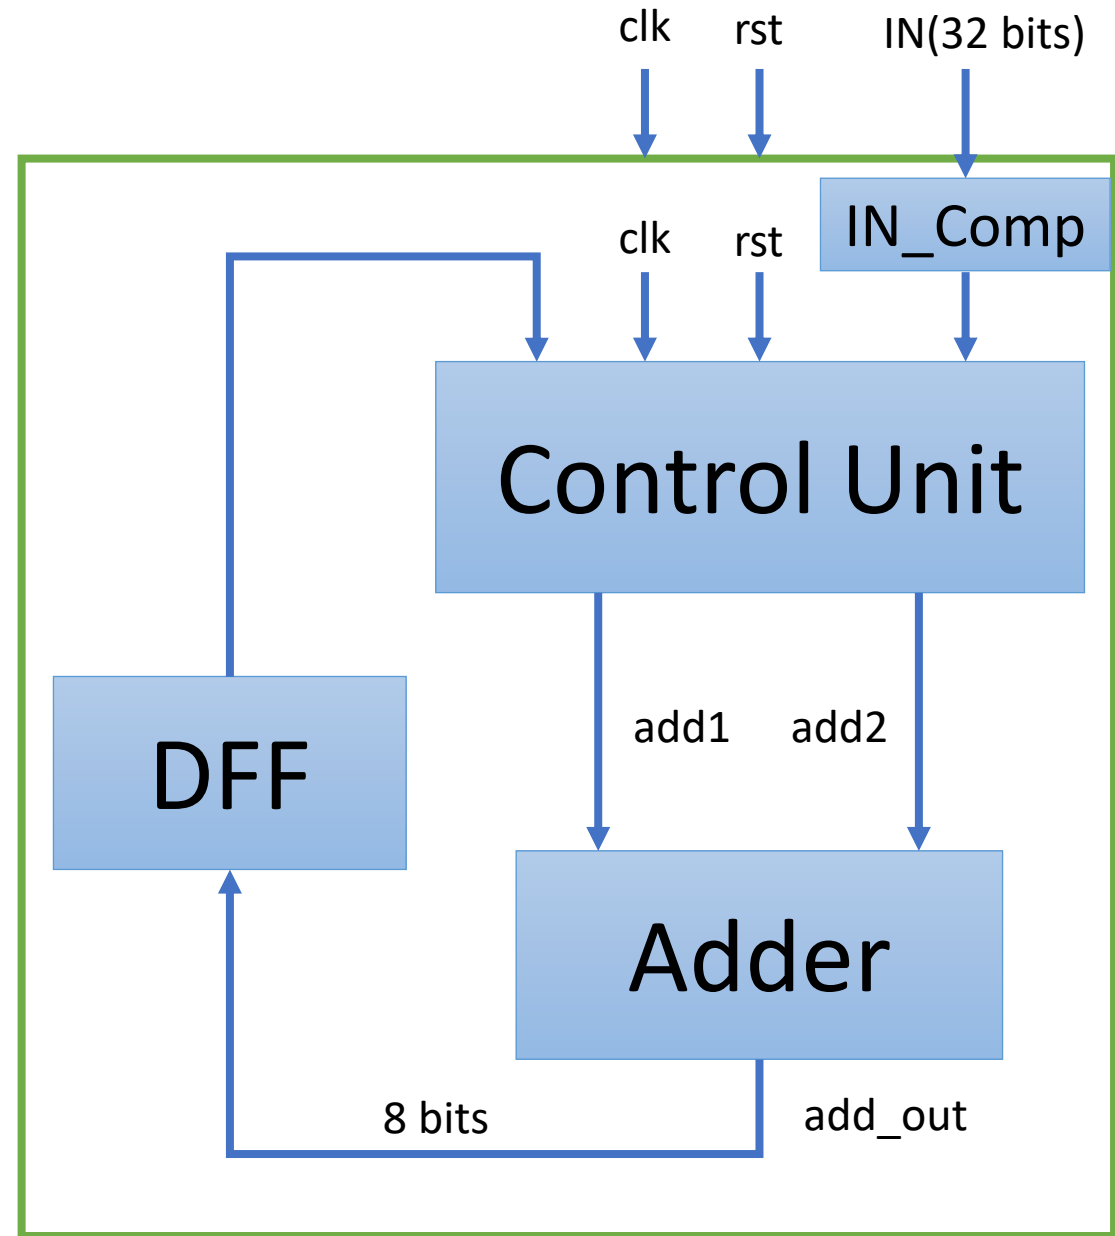 clk rst IN(32 bits)
IN_Comp
clk rst
Control Unit
add1 add2
DFF
Adder
8 bits add_out